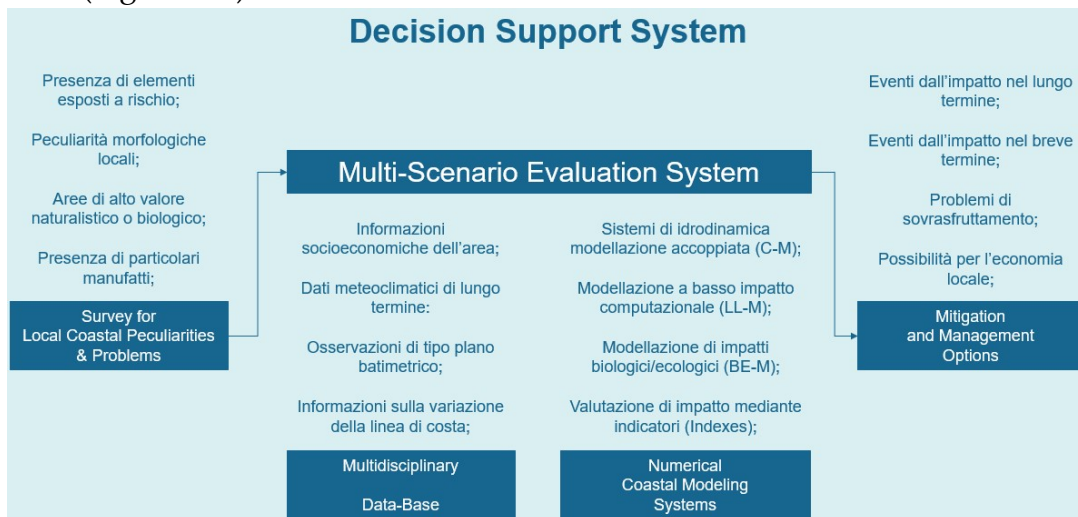 Decision Support System
Presenza di elementi
esposti a rischio;
Peculiarità morfologiche
locali;
Aree di alto valore
naturalistico o biologico;
Presenza di particolari
manufatti;
Survey for
Local Coastal Peculiarities
& Problems
Multi-Scenario Evaluation System
Informazioni
socioeconomiche dell'area;
Dati meteoclimatici di lungo
termine:
Osservazioni di tipo plano
batimetrico;
Informazioni sulla variazione
della linea di costa;
Multidisciplinary
Data-Base
Sistemi di idrodinamica
modellazione accoppiata (C-M);
Modellazione a basso impatto
computazionale (LL-M);
Modellazione di impatti
biologici/ecologici (BE-M);
Valutazione di impatto mediante
indicatori (Indexes);
Numerical
Coastal Modeling
Systems
Eventi dall'impatto nel lungo
termine;
Eventi dall'impatto nel breve
termine;
Problemi di
sovrasfruttamento;
Possibilità per l'economia
locale;
Mitigation
and Management
Options